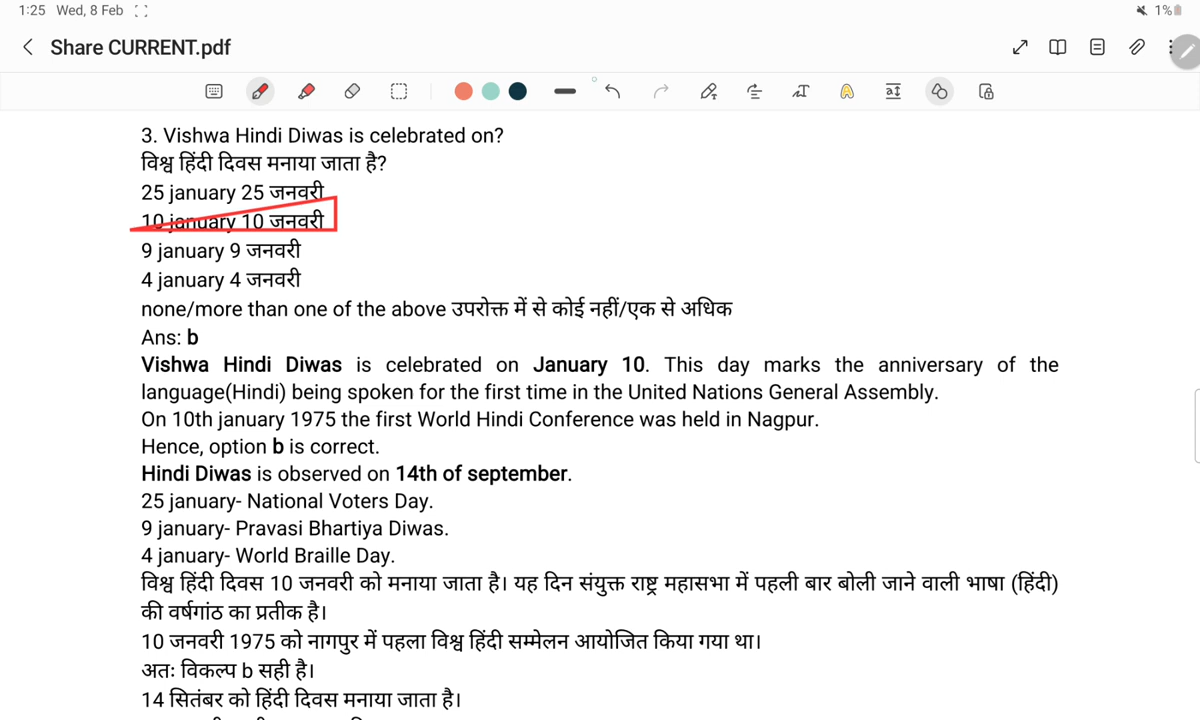 1:25 Wed, 8 Feb
1%
Share CURRENT.pdf
3. Vishwa Hindi Diwas is celebrated on?
विश्व हिंदी दिवस मनाया जाता है?
25 january 25 जनवरी
10 january 10 जनवरी
9 january 9 जनवरी
4 january 4 जनवरी
none/more than one of the above उपरोक्त में से कोई नहीं/एक से अधिक
Ans: b
Vishwa Hindi Diwas is celebrated on January 10. This day marks the anniversary of the
language(Hindi) being spoken for the first time in the United Nations General Assembly.
On 10th january 1975 the first World Hindi Conference was held in Nagpur.
Hence, option b is correct.
Hindi Diwas is observed on 14th of september.
25 january- National Voters Day.
9 january- Pravasi Bhartiya Diwas.
4 january- World Braille Day.
विश्व हिंदी दिवस 10 जनवरी को मनाया जाता है। यह दिन संयुक्त राष्ट्र महासभा में पहली बार बोली जाने वाली भाषा (हिंदी)
की वर्षगांठ का प्रतीक है।
10 जनवरी 1975 को नागपुर में पहला विश्व हिंदी सम्मेलन आयोजित किया गया था।
अतः विकल्प b सही है।
14 सितंबर को हिंदी दिवस मनाया जाता है।